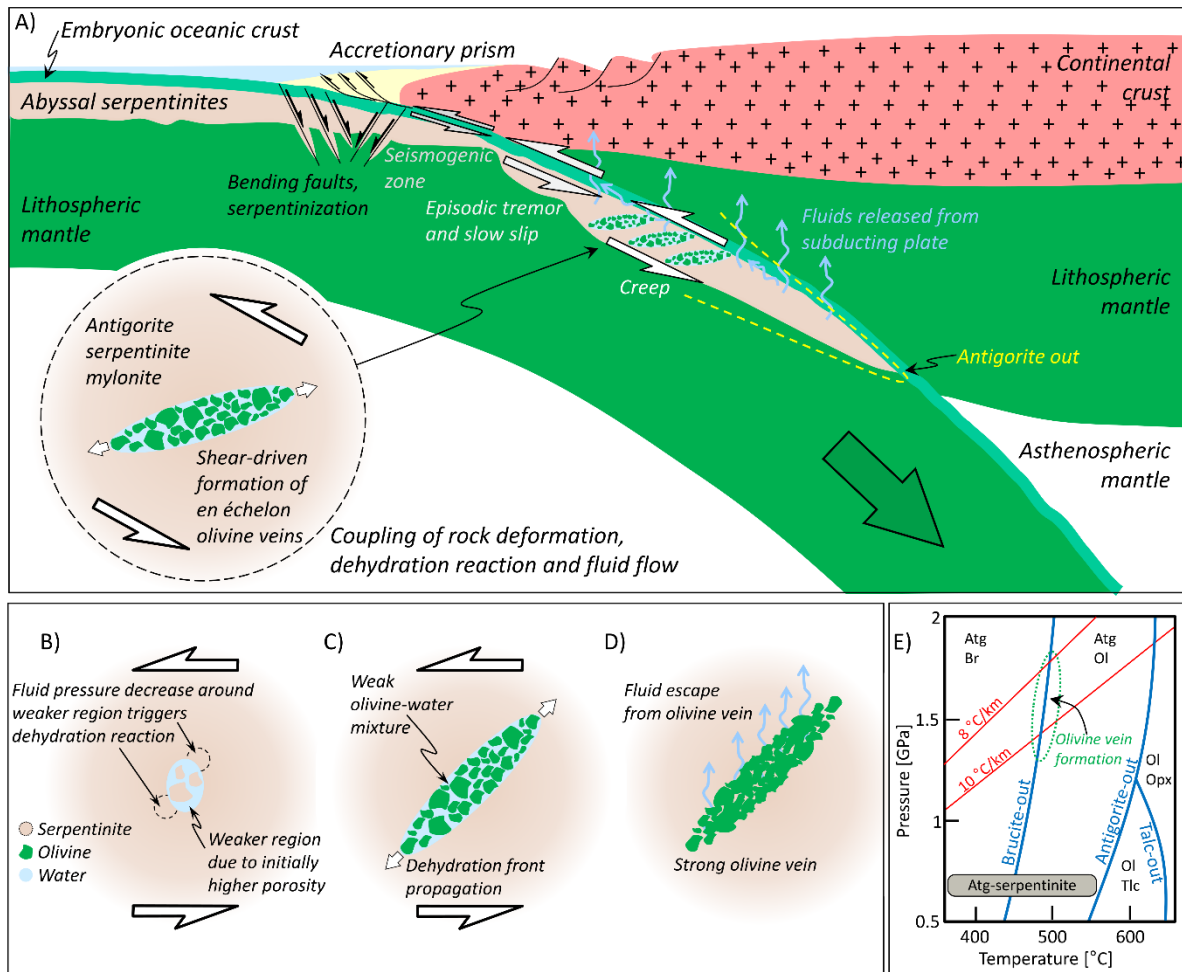 A)
Embryonic oceanic crust
Accretionary prism
Continental
crust
Abyssal serpentinites
Seismogenic
zone
Bending faults,
serpentinization
Lithospheric
mantle
Episodic tremor
and slow slip
Fluids released from
subducting plate
Creep
Lithospheric
mantle
Antigorite
serpentinite
mylonite
Antigorite out
Shear-driven
formation of
en échelon
olivine veins
Asthenospheric
mantle
Coupling of rock deformation,
dehydration reaction and fluid flow
B)
Fluid pressure decrease around
weaker region triggers
dehydration reaction
Serpentinite
Olivine
Water
Weaker region
due to initially
higher porosity
C)
Weak
olivine-water
mixture
Dehydration front
propagation
D)
Fluid escape
from olivine vein
Strong olivine vein
E)
2
1.5
1
0.5
Pressure [GPa]
Atg
Br
Atg
Ol
8 °C/km
10 °C/km
Olivine vein
formation
Ol
Opx
Brucite-out
Antigorite-out
Talc-out
Ol
Tlc
Atg-serpentinite
400
500
600
Temperature [°C]